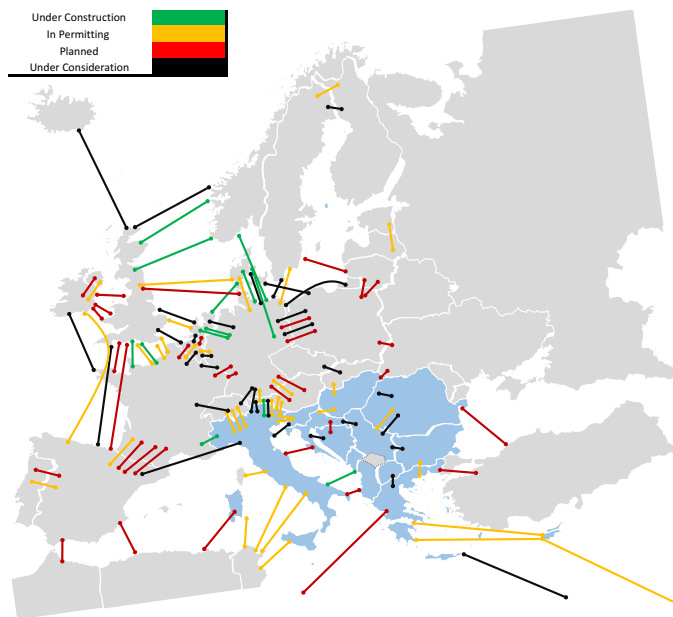 Under Construction
In Permitting
Planned
Under Consideration